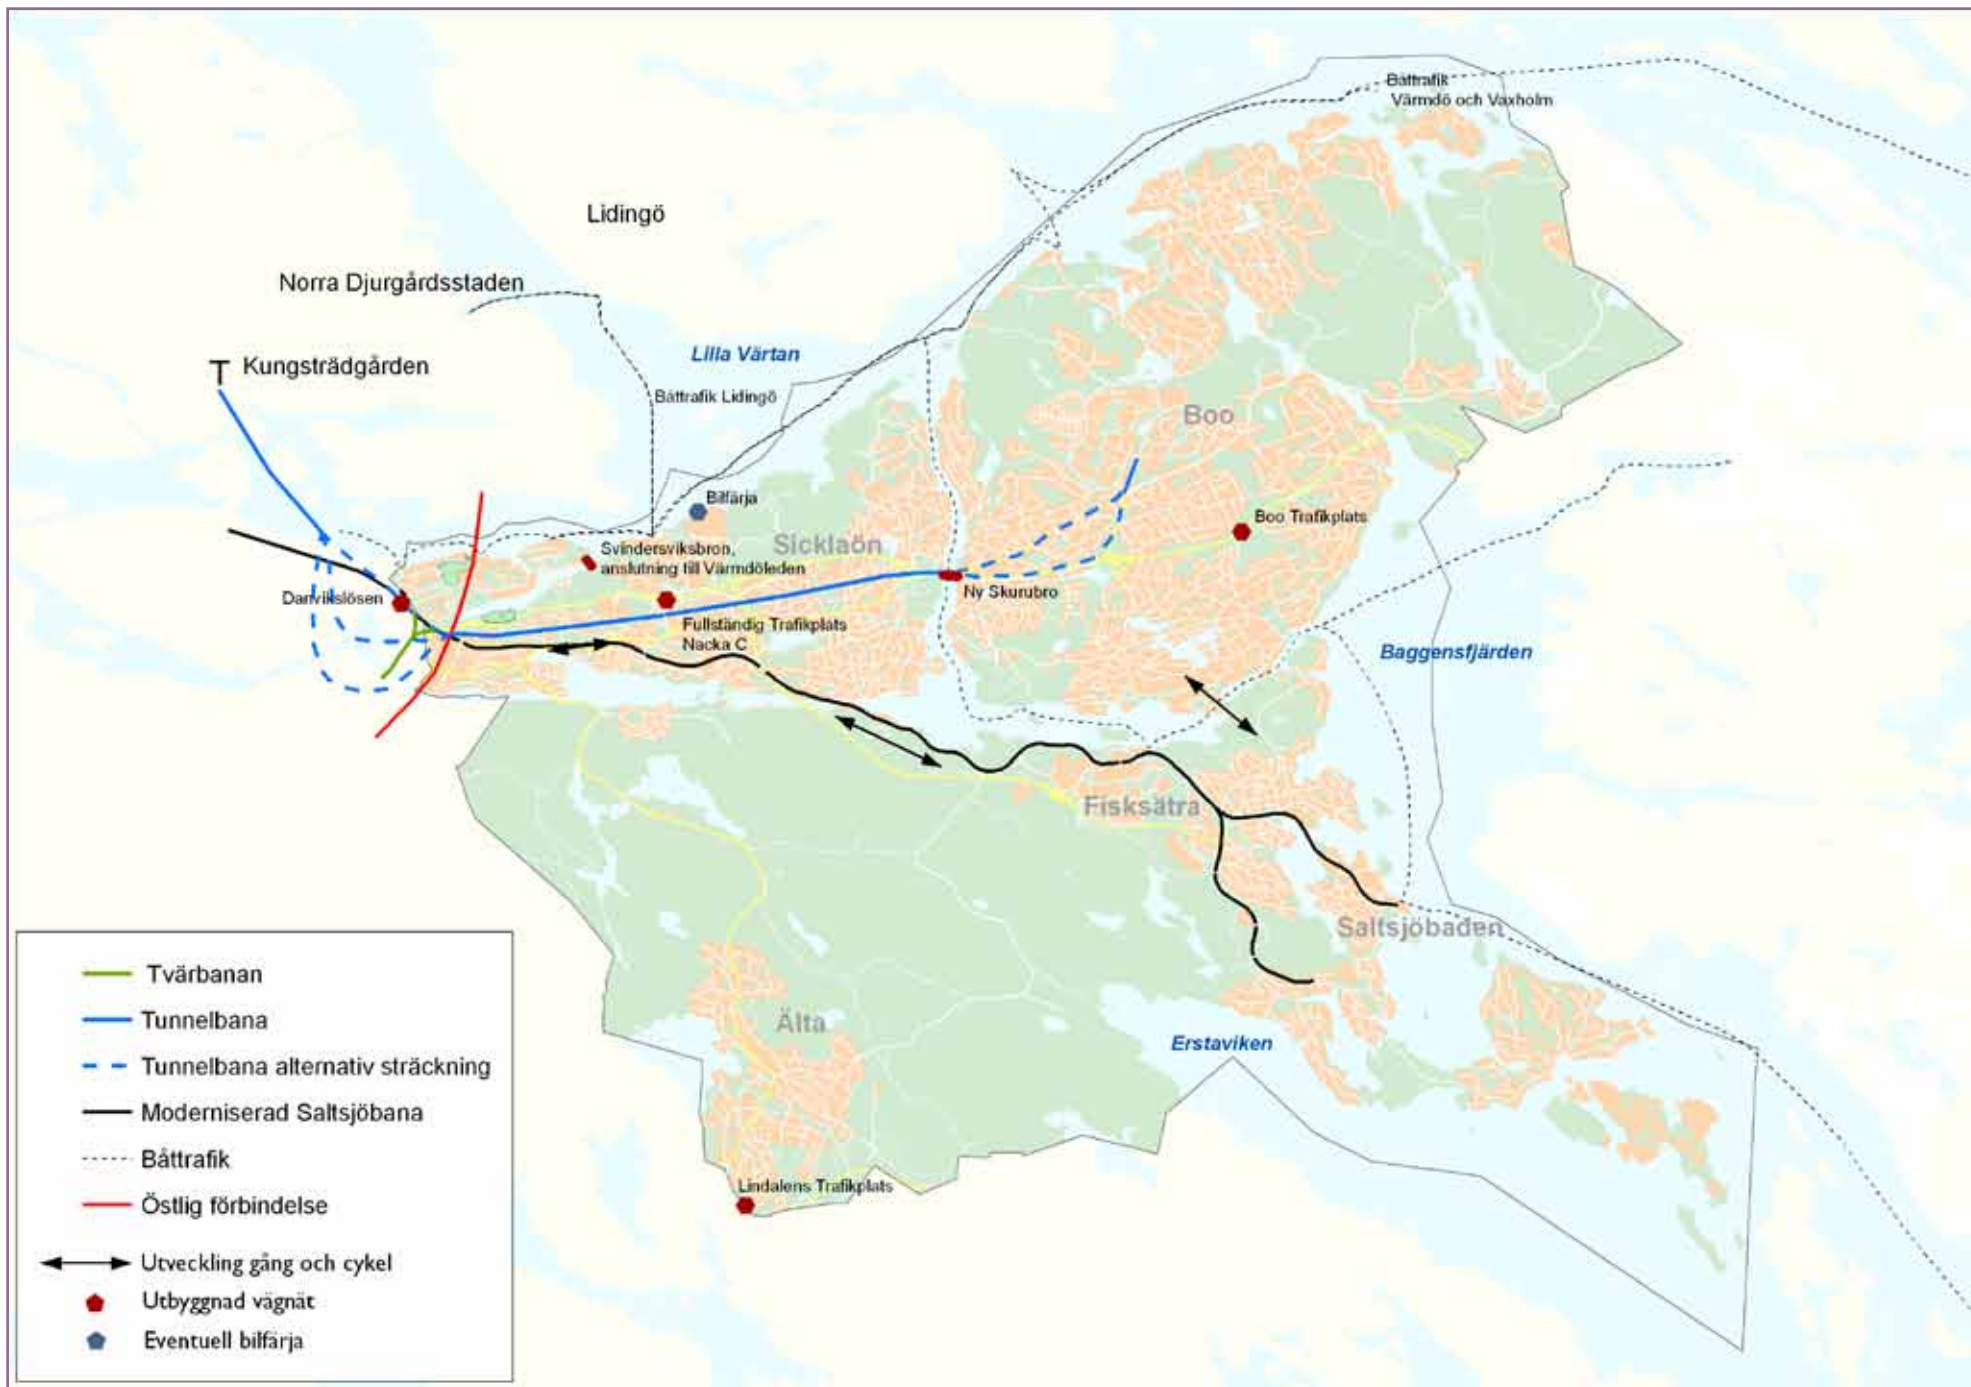 Båttrafik
Värmdö och Vaxholm
Lidingö
Norra Djurgårdsstaden
Lilla Värtan
Kungsträdgården
Båttrafik Lidingö
Boo
Bilfärja
Boo Trafikplats
Sicklaön
Svindersviksbron,
anslutning till Värmdöleden
Danvikslösen
Ny Skurubro
Fullständig Trafikplats
Nacka C
Baggensfjärden
Fisksätra
Saltsjöbaden
Älta
Erstaviken
Lindalens Trafikplats
Tvärbanan
Tunnelbana
Tunnelbana alternativ sträckning
Moderniserad Saltsjöbana
Båttrafik
Östlig förbindelse
Utveckling gång och cykel
Utbyggnad vägnät
Eventuell bilfärja